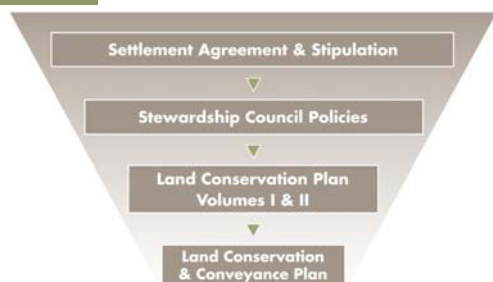 Settlement Agreement & Stipulation
Stewardship Council Policies
Land Conservation Plan
Volumes I & II
Land Conservation
& Conveyance Plan